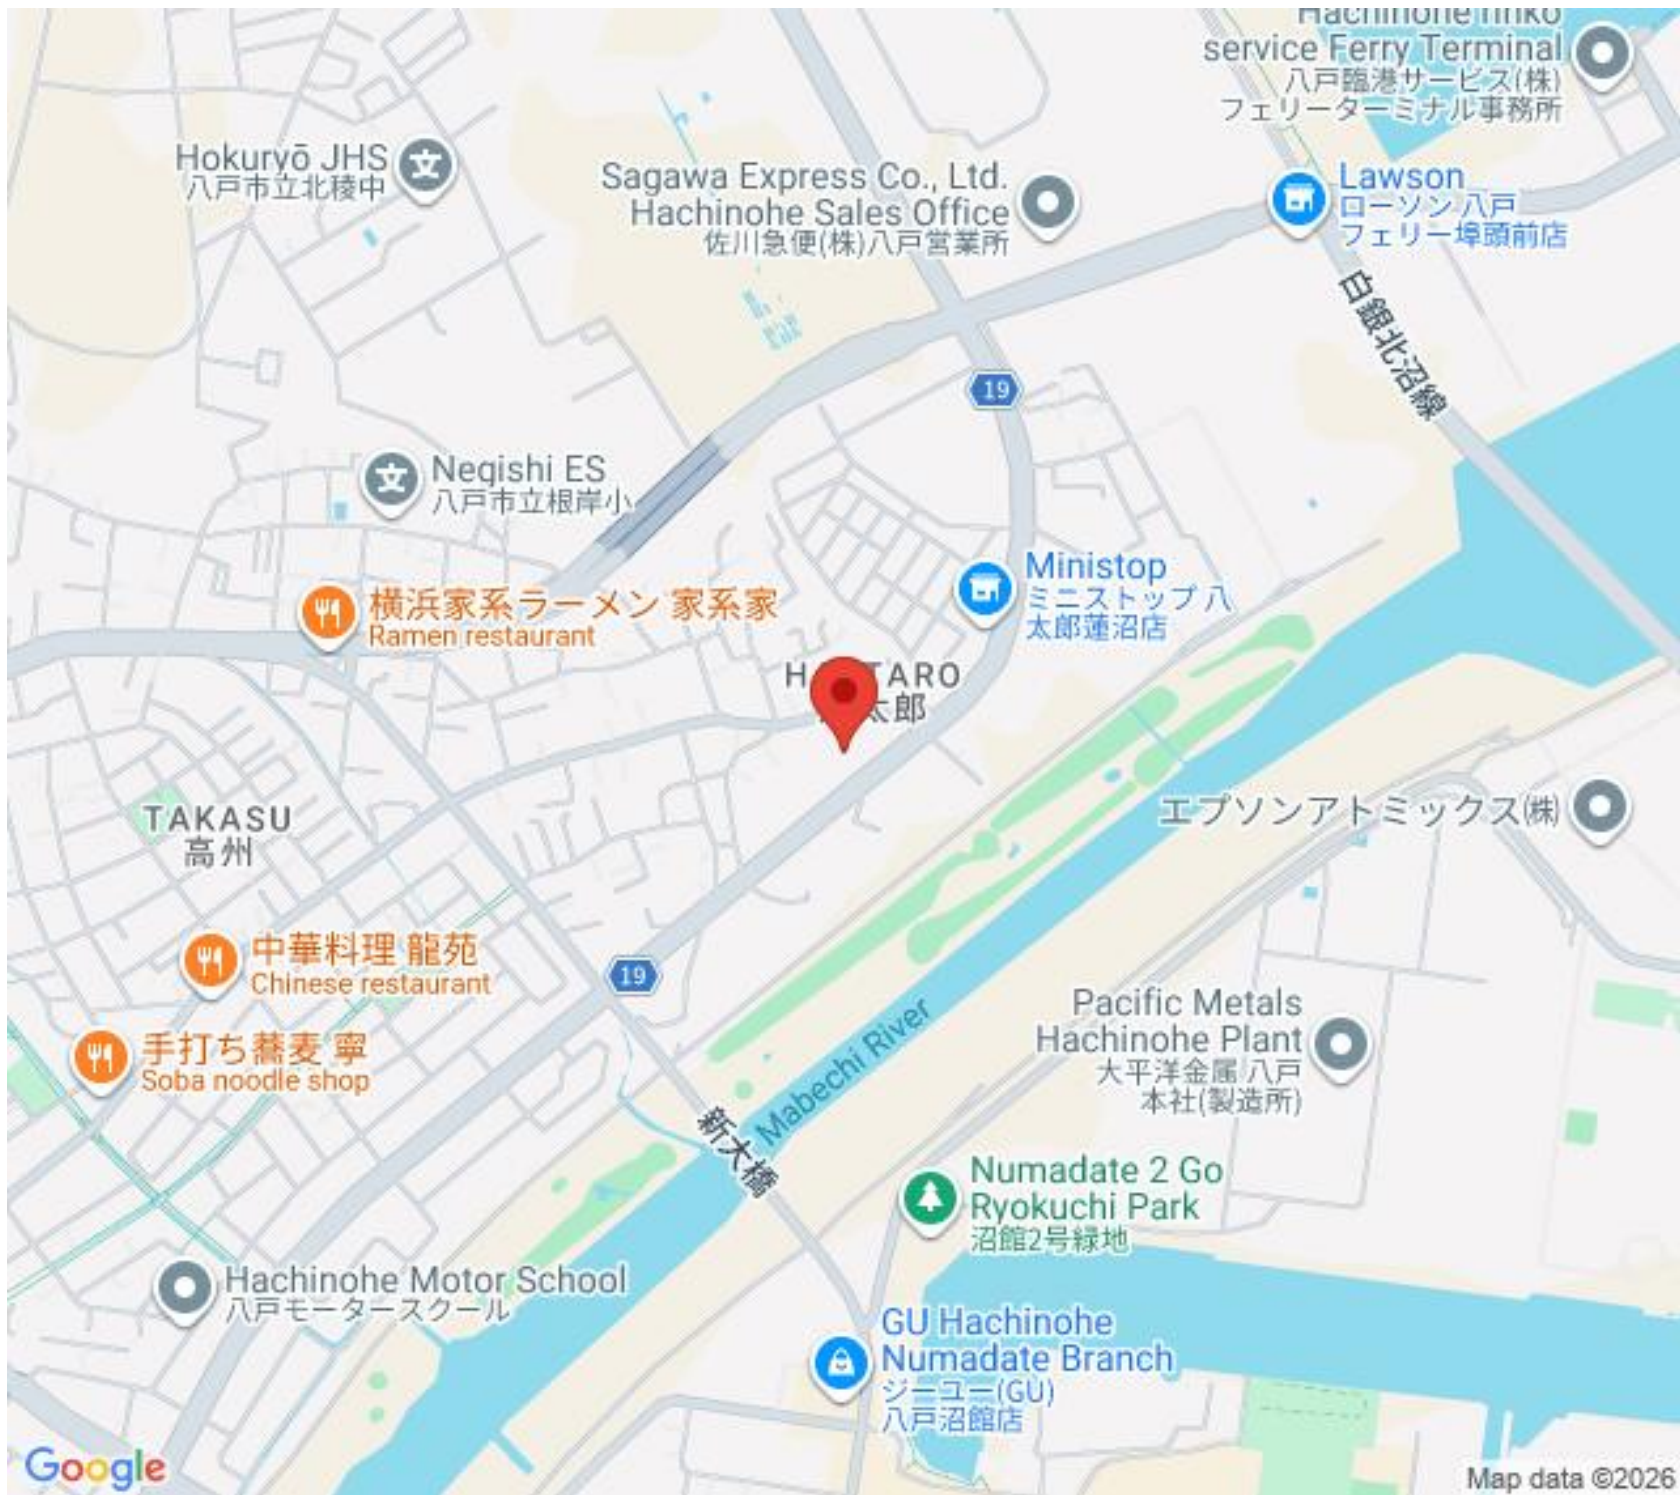 service Ferry Terminal
八戸臨港サービス(株)
フェリーターミナル事務所
Hokuryō JHS
八戸市立北稜中
Sagawa Express Co., Ltd.
Hachinohe Sales Office
佐川急便(株)八戸営業所
Lawson
ローソン 八戸
フェリー埠頭前店
白銀北沼線
19
Negishi ES
八戸市立根岸小
Ministop
ミニストップ 八
太郎蓮沼店
横浜家系ラーメン 家系家
Ramen restaurant
TARO
太郎
TAKASU
高州
エプソンアトミックス(株)
中華料理 龍苑
Chinese restaurant
19
手打ち蕎麦 寧
Soba noodle shop
Pacific Metals
Hachinohe Plant
大平洋金属 八戸
本社(製造所)
Mabechi River
新大橋
Numadate 2 Go
Ryokuchi Park
沼館2号緑地
Hachinohe Motor School
八戸モータースクール
GU Hachinohe
Numadate Branch
ジーユー(GU)
八戸沼館店
Google
Map data ©2026